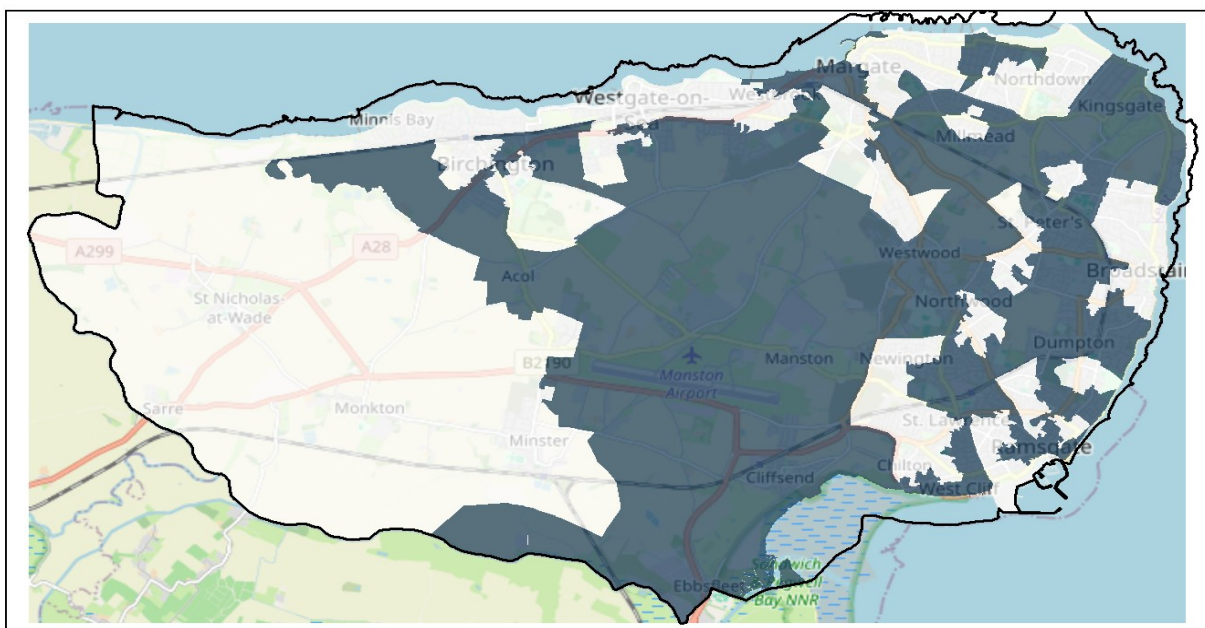 Margate
Northdown
Westgate-on-
Sea
Westbrook
Kingsgate
Minnis Bay
Millmead
Birchington
St. Peter's
A299
A28
Westwood
Broadstair
Acol
St Nicholas-
at-Wade
Northwood
Dumpton
B2190
Manston
Newington
Manston
Airport
Sarre
Monkton
Minster
St. Lawrence
Ramsgate
Chilton
Cliffsend
West Cliff
Ebbsfleet
Bay NNR